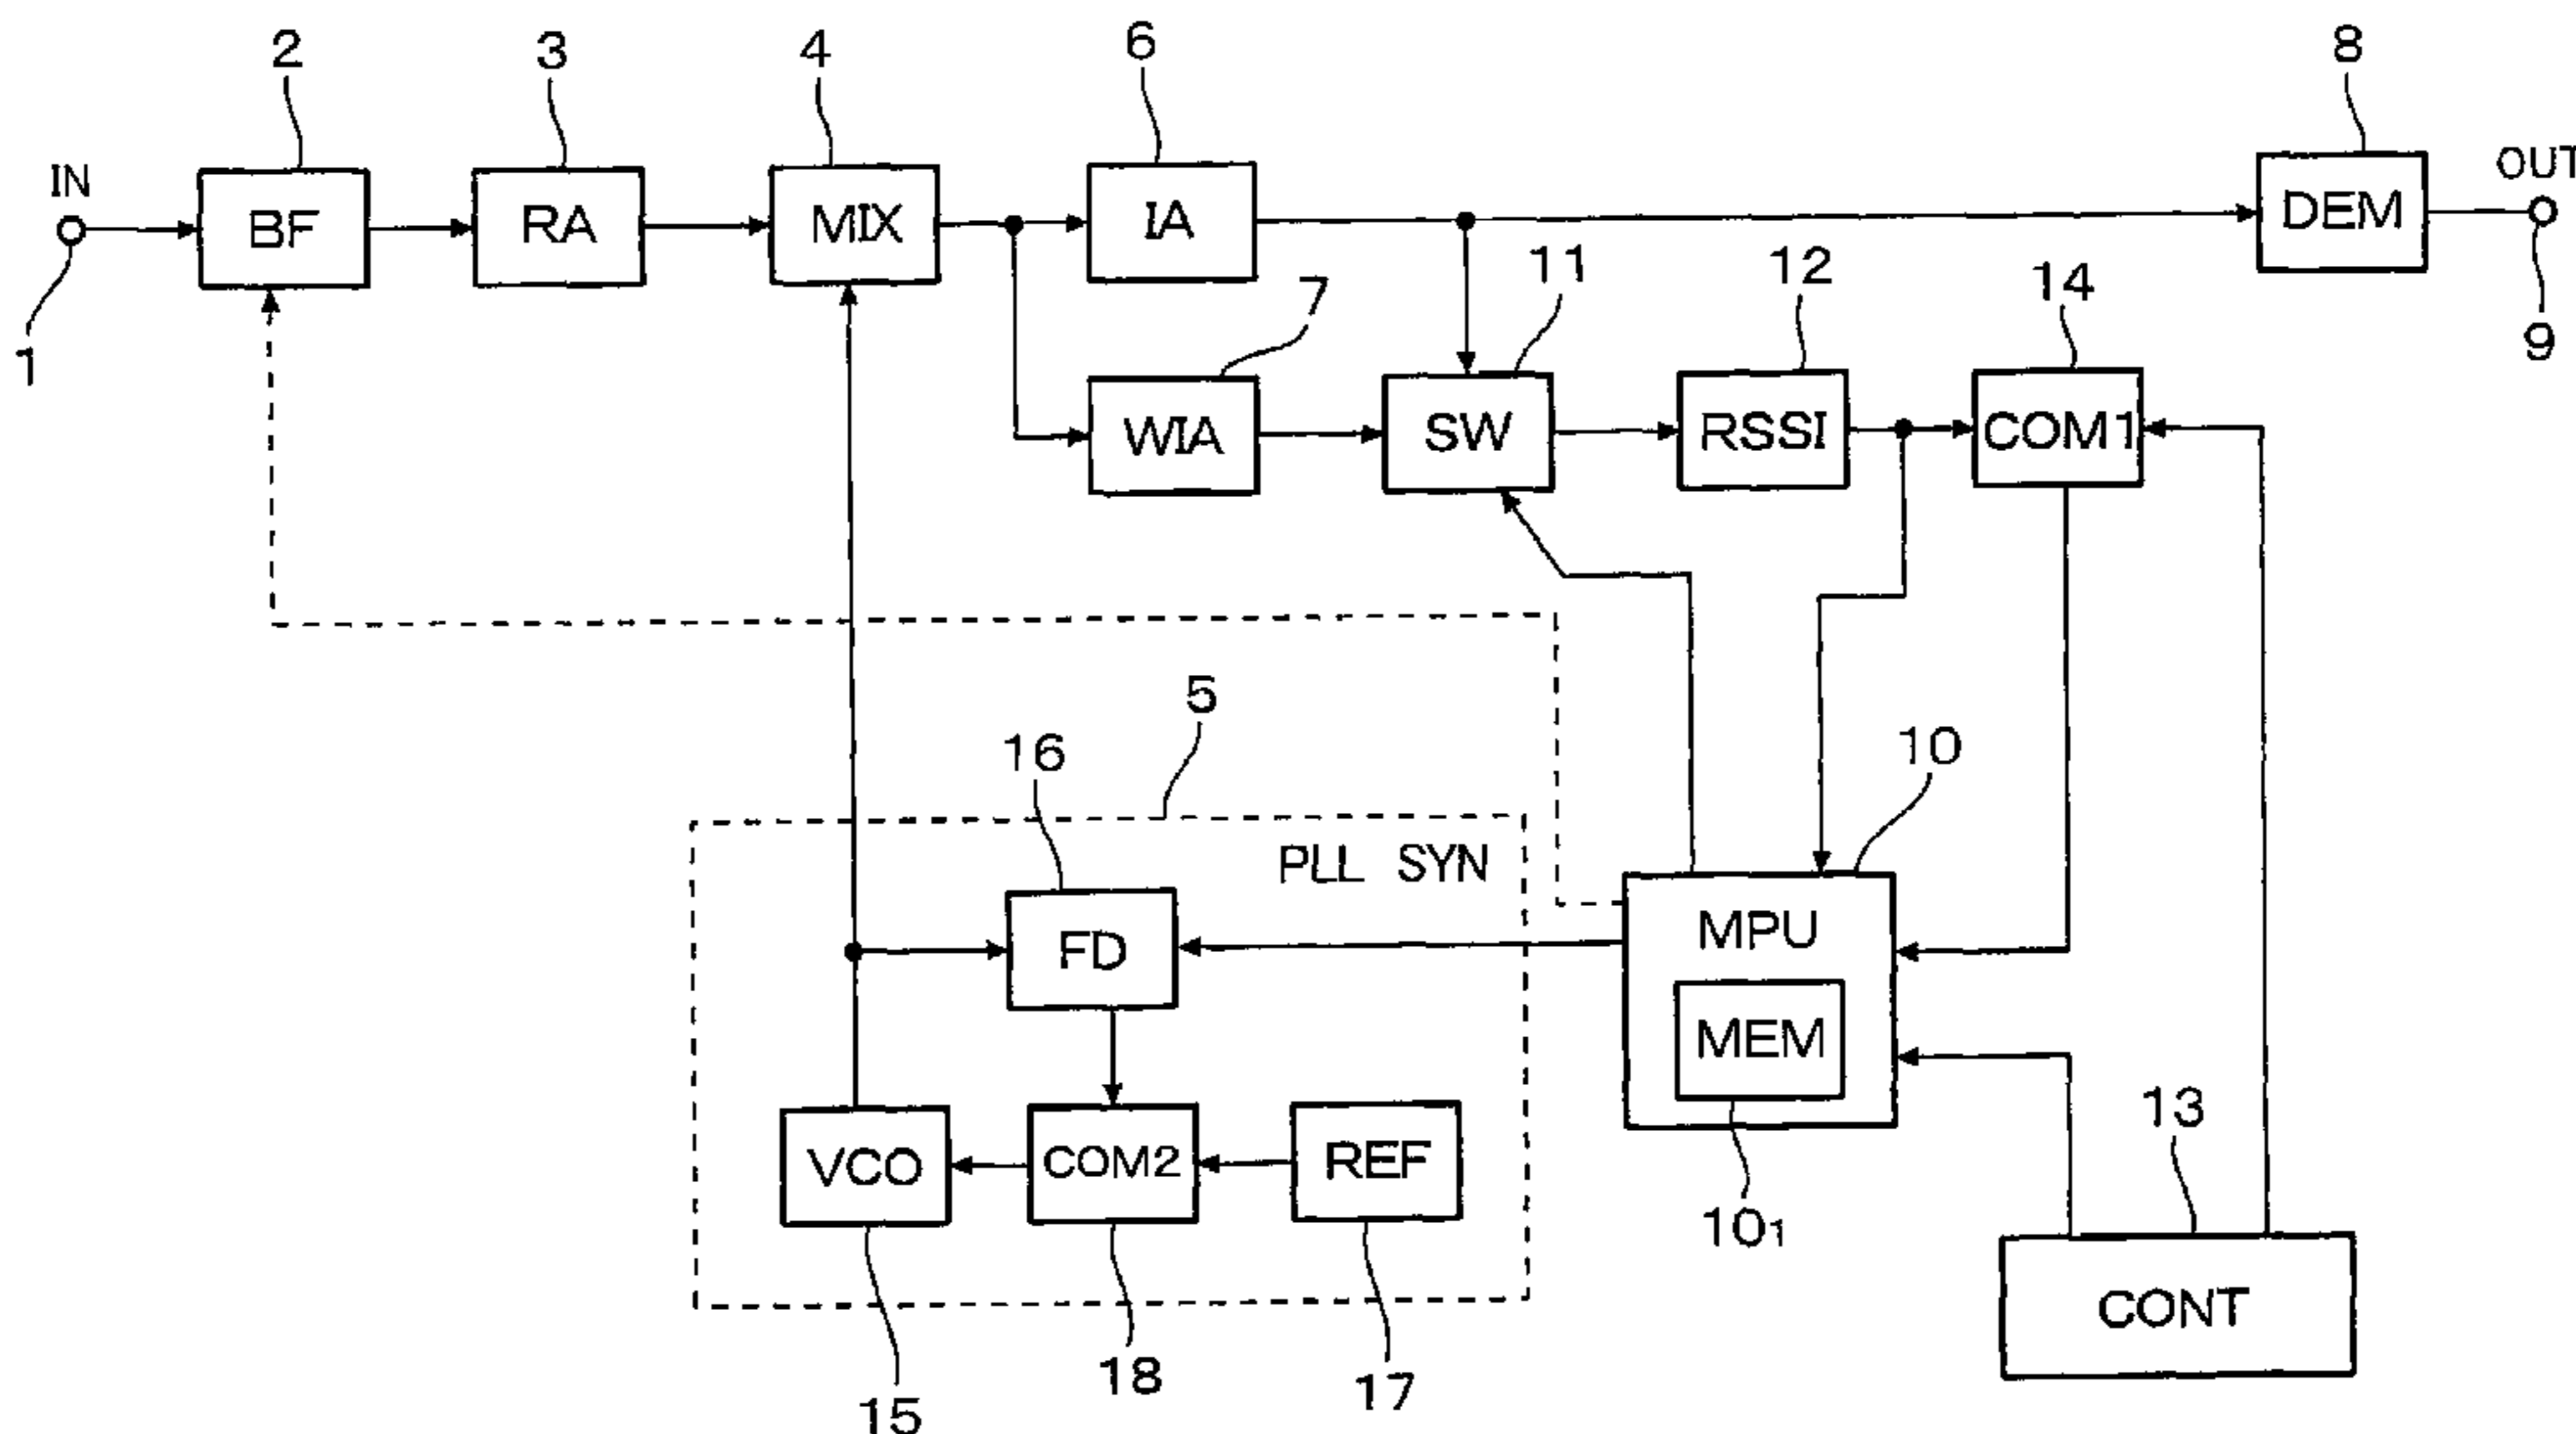 2 3 4 6 8
IN BF RA MIX IA DEM OUT
1 7 11 12 14 9
WIA SW RSSI COM1
5
16 10
PLL SYN
FD MPU
MEM
13
VCO COM2 REF
10₁
CONT
15 18 17